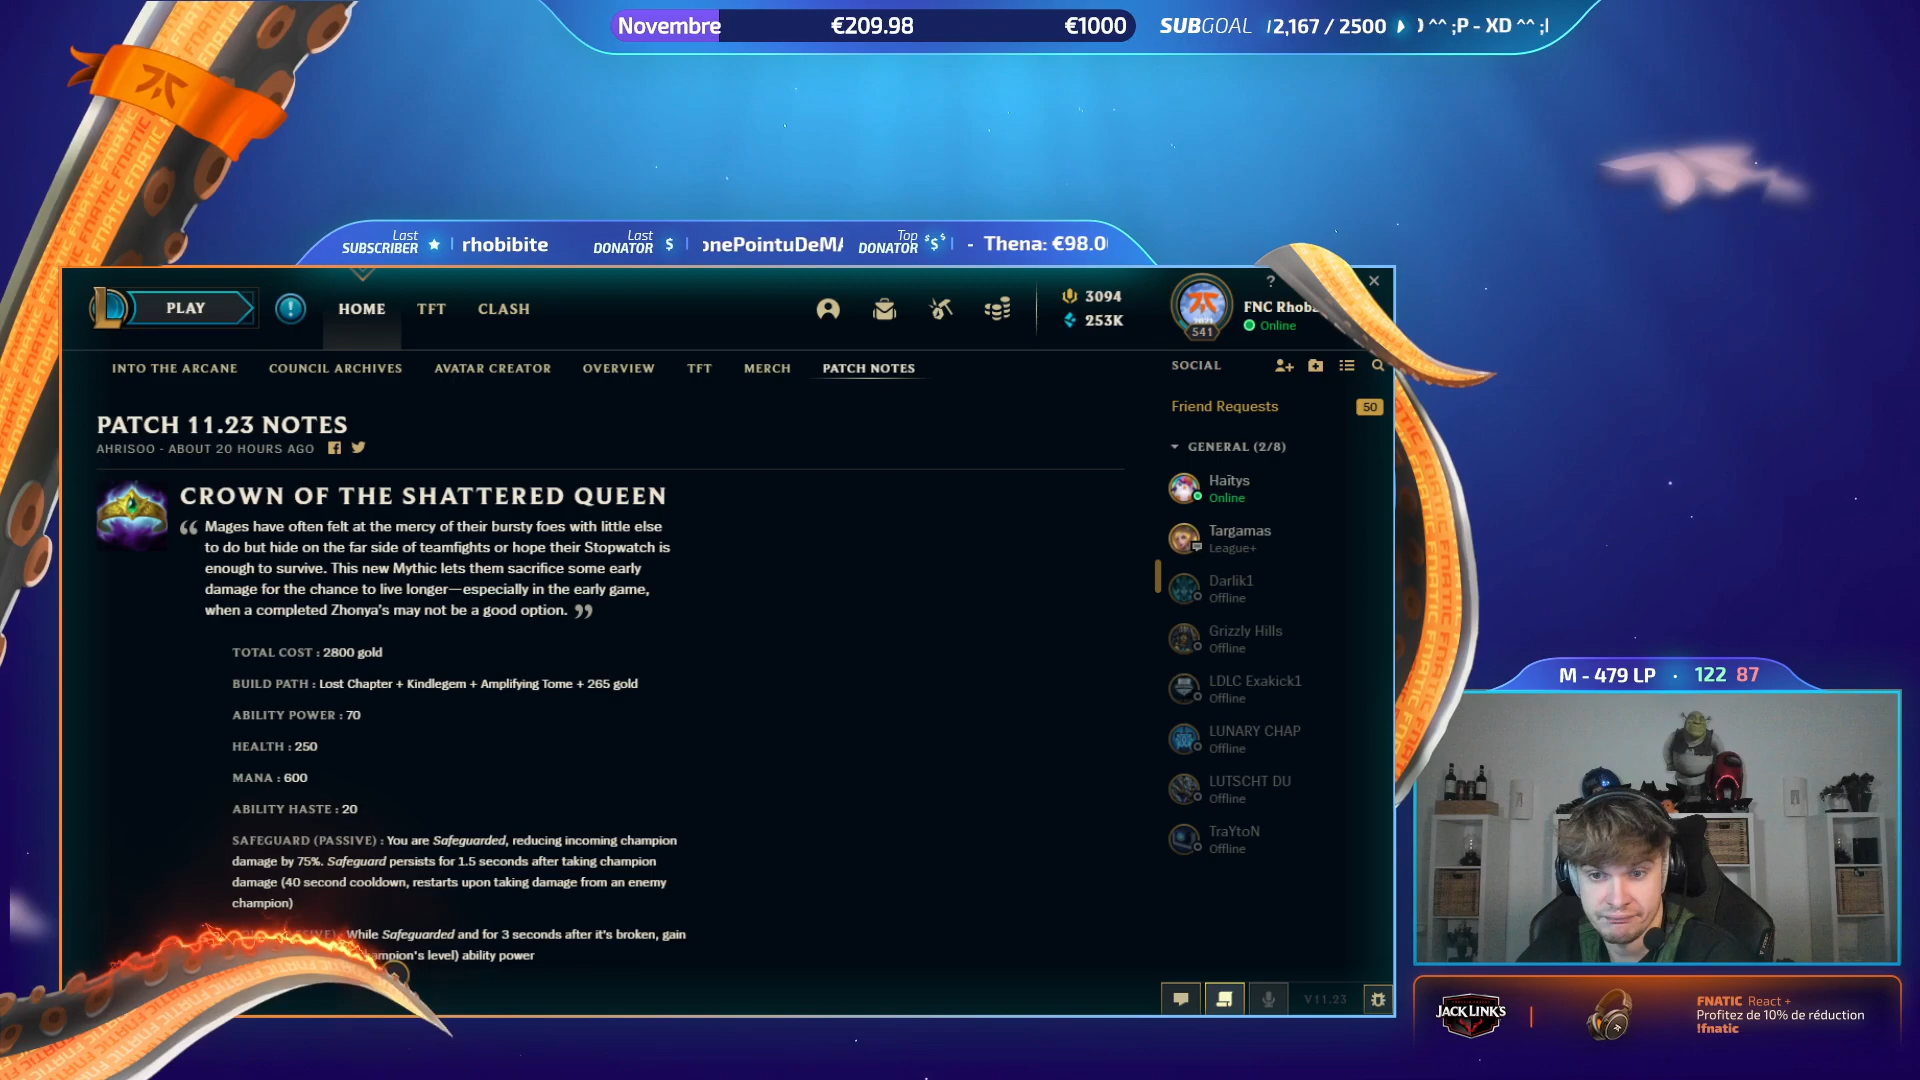 Novembre €209.98 €1000
SUBGOAL 2,167 / 2500 ^^ ;P - XD ^^
Last SUBSCRIBER rhobibite
Last DONATOR $ onePointuDeMA
Top DONATOR $$$ - Thena: €98.0
PLAY
HOME TFT CLASH
3094
253K
541
?
FNC Rhob
Online
INTO THE ARCANE COUNCIL ARCHIVES AVATAR CREATOR OVERVIEW TFT MERCH PATCH NOTES
SOCIAL
PATCH 11.23 NOTES
AHRISOO - ABOUT 20 HOURS AGO
Friend Requests 50
GENERAL (2/8)
CROWN OF THE SHATTERED QUEEN
“ Mages have often felt at the mercy of their bursty foes with little else
to do but hide on the far side of teamfights or hope their Stopwatch is
enough to survive. This new Mythic lets them sacrifice some early
damage for the chance to live longer—especially in the early game,
when a completed Zhonya's may not be a good option. ”
TOTAL COST : 2800 gold
BUILD PATH : Lost Chapter + Kindlegem + Amplifying Tome + 265 gold
ABILITY POWER : 70
HEALTH : 250
MANA : 600
ABILITY HASTE : 20
SAFEGUARD (PASSIVE) : You are Safeguarded, reducing incoming champion
damage by 75%. Safeguard persists for 1.5 seconds after taking champion
damage (40 second cooldown, restarts upon taking damage from an enemy
champion)
While Safeguarded and for 3 seconds after it's broken, gain
ampion's level) ability power
Haïtys
Online
Targamas
League+
Darlik1
Offline
Grizzly Hills
Offline
LDLC Exakick1
Offline
LUNARY CHAP
Offline
LUTSCHT DU
Offline
TraYtoN
Offline
V11.23
M - 479 LP · 122 87
JACK LINK'S
FNATIC React +
Profitez de 10% de réduction
!fnatic
FNATIC FNATIC FNATIC